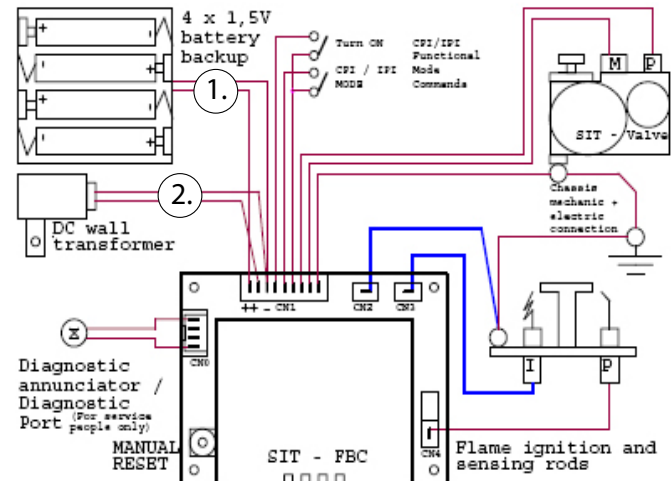 4 x 1,5V
battery
backup
1.
Turn ON
CPI/IPI
Functional
CPI / IPI
Mode
MODE
Commands
M P
SIT - Valve
2.
DC wall
transformer
Chassis
mechanic +
electric
connection
++ - CN1 CN2 CN3
CN0
I P
Diagnostic
annunciator /
Diagnostic
Port (For service
people only)
MANUAL
RESET
SIT - FBC
CN4
Flame ignition and
sensing rods